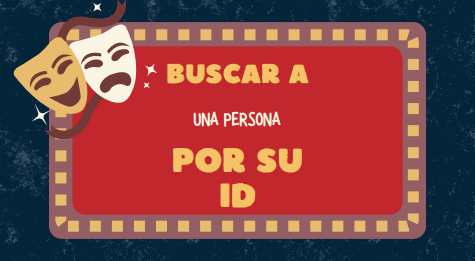 BUSCAR A
UNA PERSONA
POR SU
ID